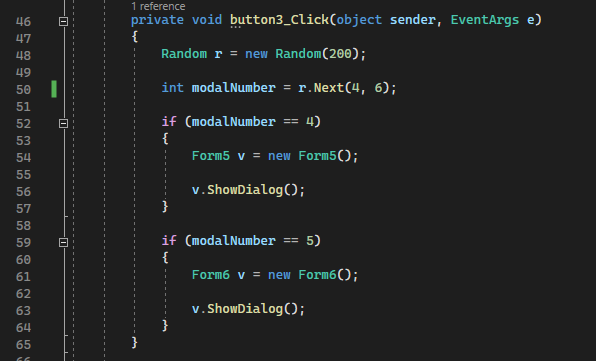 1 reference
46 private void button3_Click(object sender, EventArgs e)
47 {
48 Random r = new Random(200);
49
50 int modalNumber = r.Next(4, 6);
51
52 if (modalNumber == 4)
53 {
54 Form5 v = new Form5();
55
56 v.ShowDialog();
57 }
58
59 if (modalNumber == 5)
60 {
61 Form6 v = new Form6();
62
63 v.ShowDialog();
64 }
65 }